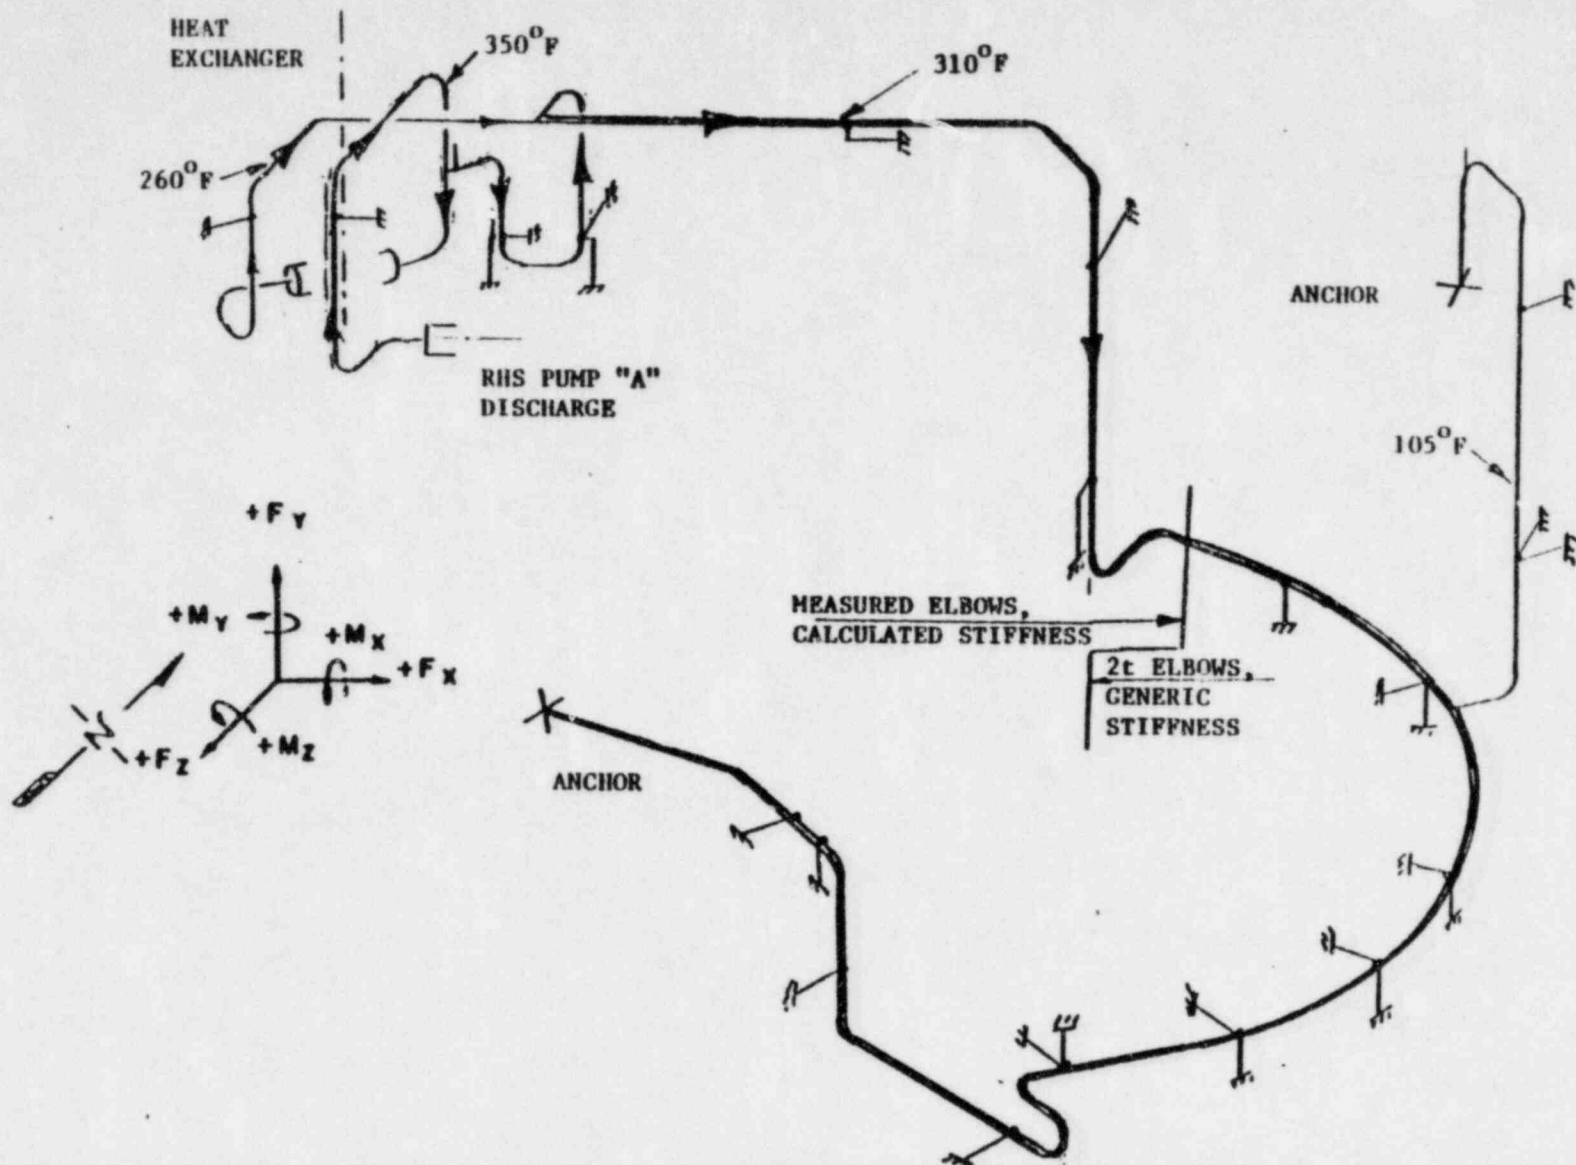 HEAT
EXCHANGER
350°F
310°F
260°F
ANCHOR
RHS PUMP "A"
DISCHARGE
105°F
+FY
+MY
+MX
+FX
N
+FZ
+MZ
MEASURED ELBOWS,
CALCULATED STIFFNESS
2t ELBOWS,
GENERIC
STIFFNESS
ANCHOR